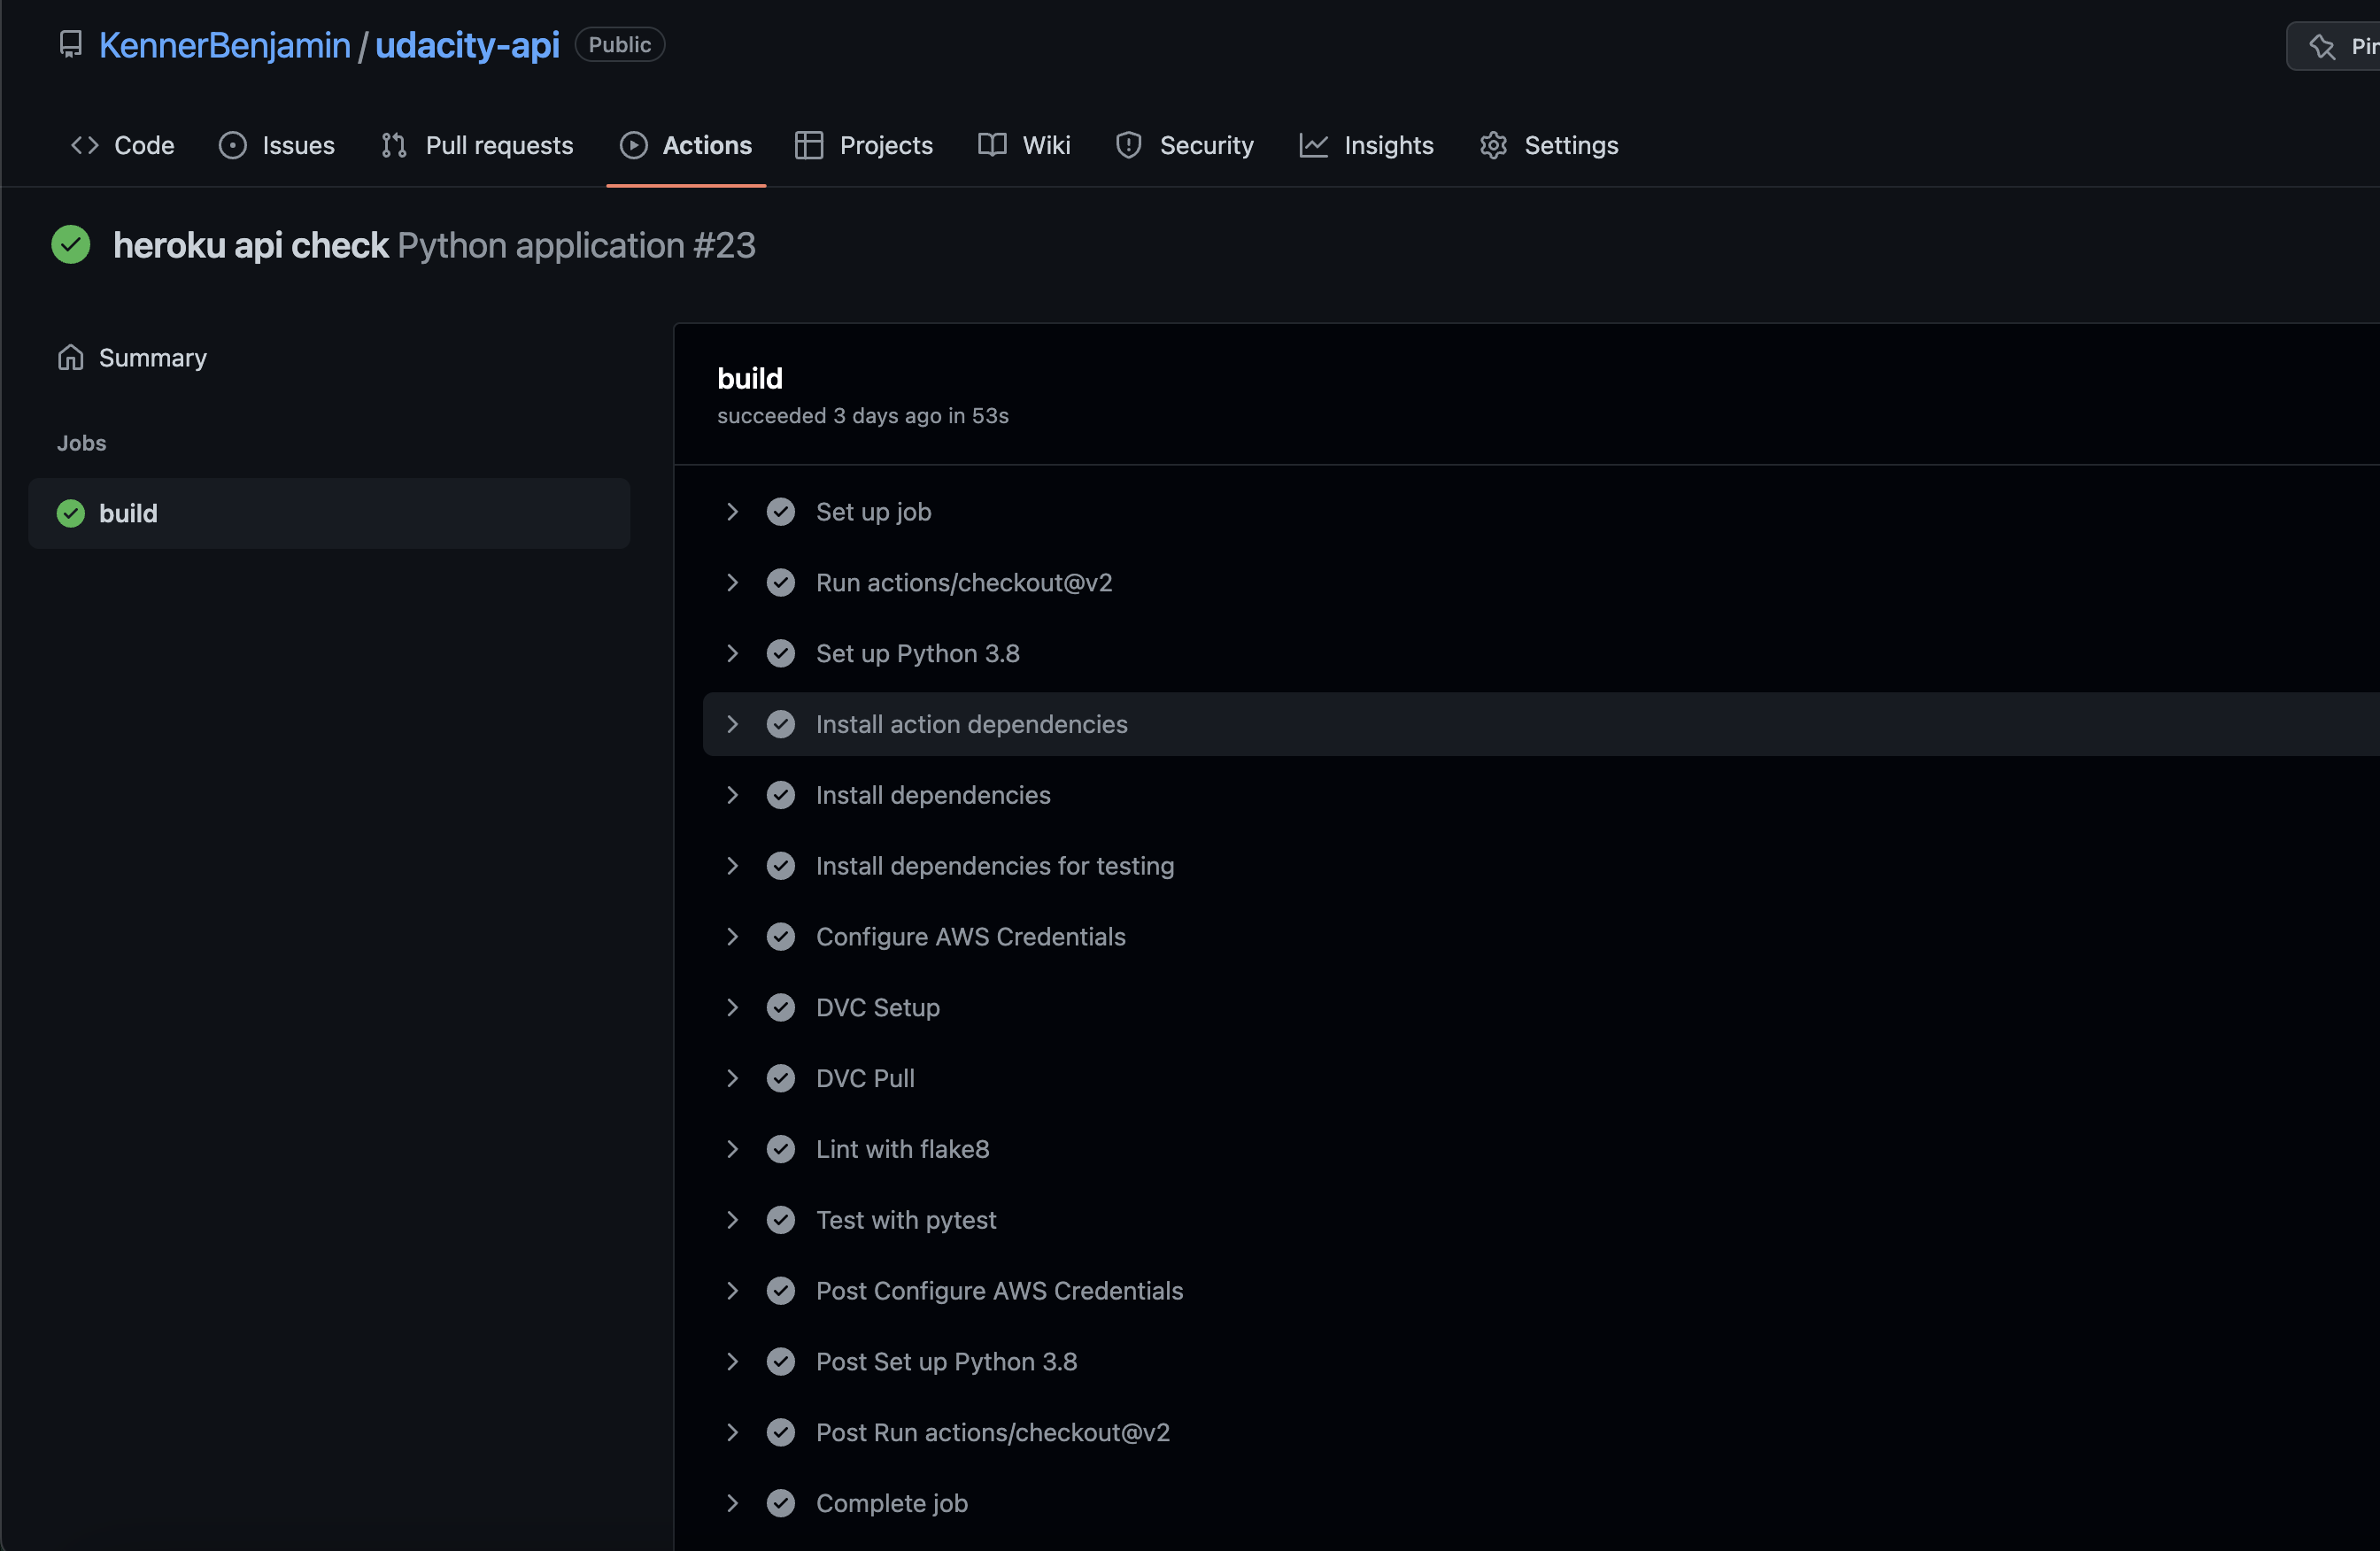 KennerBenjamin / udacity-api Public
Code Issues Pull requests Actions Projects Wiki Security Insights Settings
heroku api check Python application #23
Summary
Jobs
build
build
succeeded 3 days ago in 53s
Set up job
Run actions/checkout@v2
Set up Python 3.8
Install action dependencies
Install dependencies
Install dependencies for testing
Configure AWS Credentials
DVC Setup
DVC Pull
Lint with flake8
Test with pytest
Post Configure AWS Credentials
Post Set up Python 3.8
Post Run actions/checkout@v2
Complete job